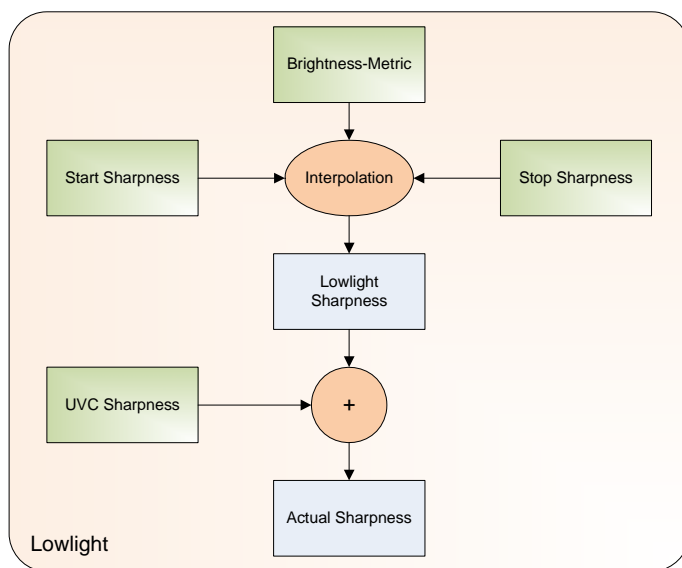 Brightness-Metric
Start Sharpness
Interpolation
Stop Sharpness
Lowlight
Sharpness
UVC Sharpness
+
Actual Sharpness
Lowlight